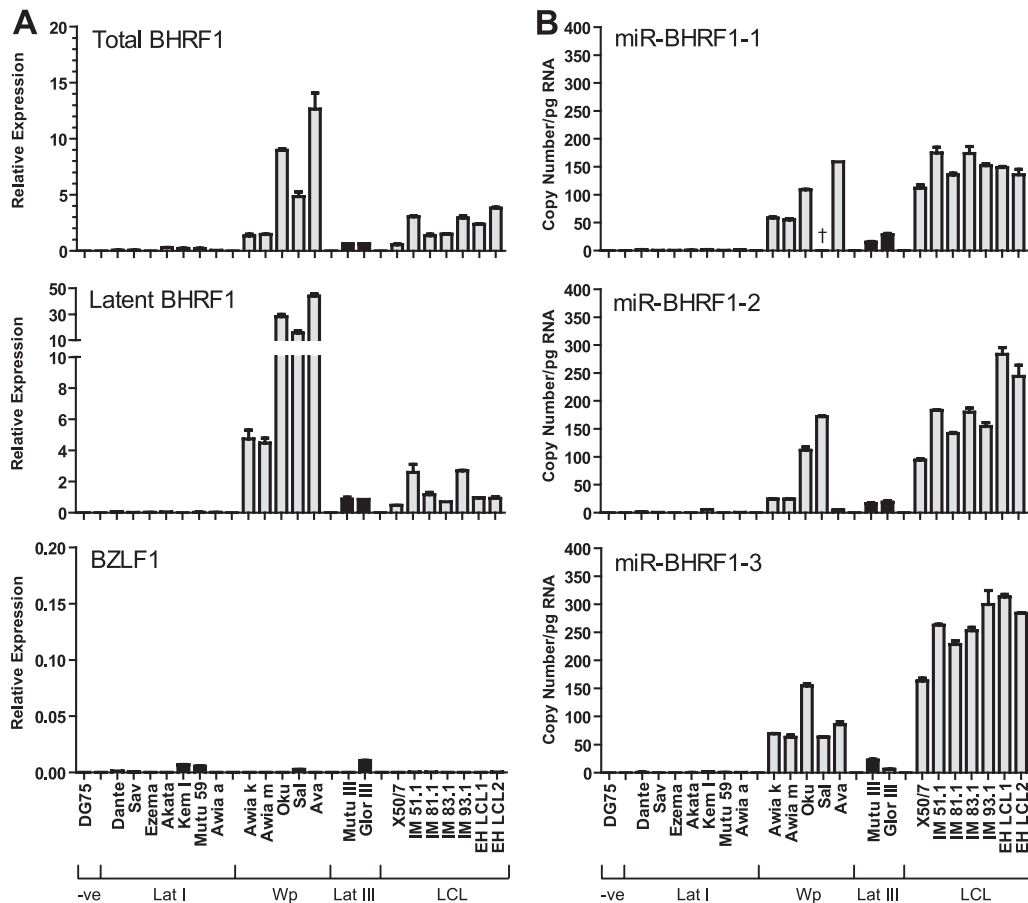 A
Total BHRF1
Relative Expression
20
15
10
5
0
Latent BHRF1
Relative Expression
50
30
10
10
8
6
4
2
0
BZLF1
Relative Expression
0.20
0.15
0.10
0.05
0.00
DG75
Dante
Sav
Ezema
Akata
Kem I
Mutu 59
Awia a
Awia k
Awia m
Oku
Sal
Ava
Mutu III
Glor III
X50/7
IM 51.1
IM 81.1
IM 83.1
IM 93.1
EH LCL1
EH LCL2
-ve
Lat I
Wp
Lat III
LCL
B
miR-BHRF1-1
Copy Number/pg RNA
400
350
300
250
200
150
100
50
0
†
miR-BHRF1-2
Copy Number/pg RNA
400
350
300
250
200
150
100
50
0
miR-BHRF1-3
Copy Number/pg RNA
400
350
300
250
200
150
100
50
0
DG75
Dante
Sav
Ezema
Akata
Kem I
Mutu 59
Awia a
Awia k
Awia m
Oku
Sal
Ava
Mutu III
Glor III
X50/7
IM 51.1
IM 81.1
IM 83.1
IM 93.1
EH LCL1
EH LCL2
-ve
Lat I
Wp
Lat III
LCL